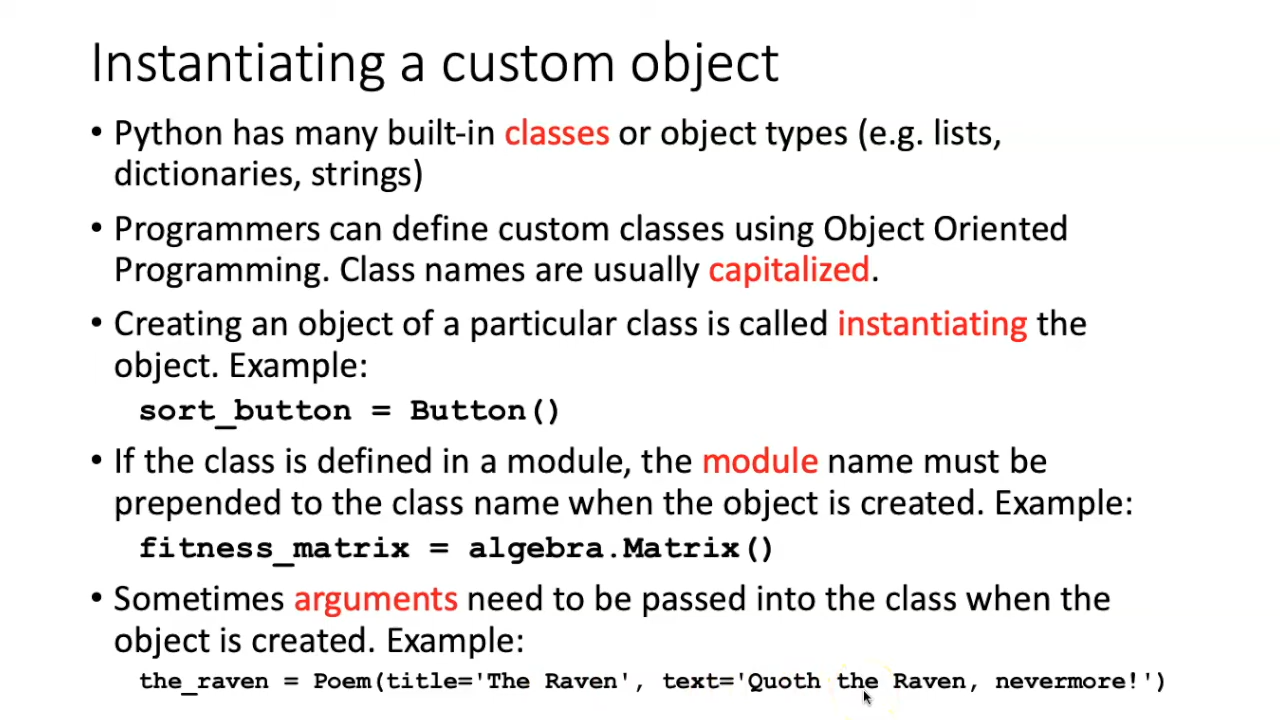 Instantiating a custom object
• Python has many built-in classes or object types (e.g. lists,
dictionaries, strings)
• Programmers can define custom classes using Object Oriented
Programming. Class names are usually capitalized.
• Creating an object of a particular class is called instantiating the
object. Example:
sort_button = Button()
• If the class is defined in a module, the module name must be
prepended to the class name when the object is created. Example:
fitness_matrix = algebra.Matrix()
• Sometimes arguments need to be passed into the class when the
object is created. Example:
the_raven = Poem(title='The Raven', text='Quoth the Raven, nevermore!')